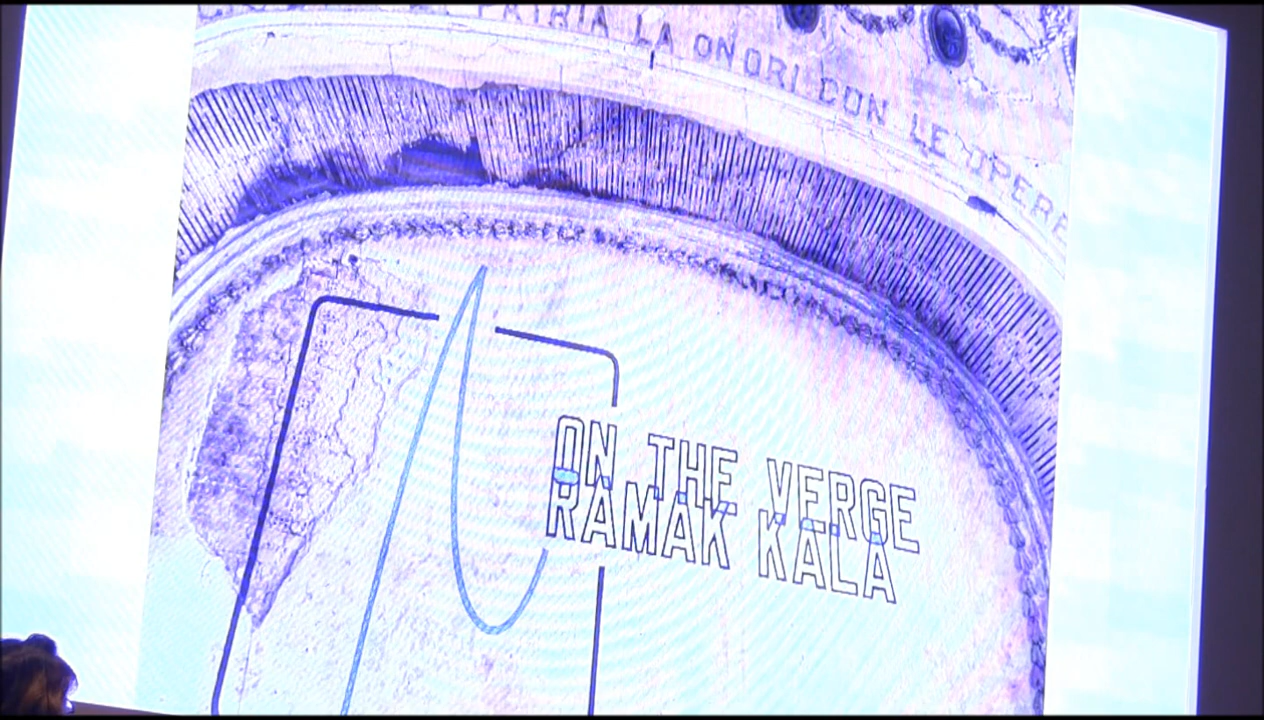 PATRIA LA ONORI CON LE OPERE
ON THE VERGE
RAMAK KALA